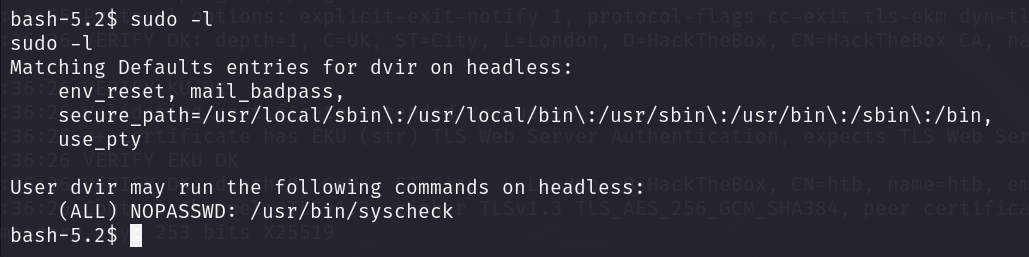 bash-5.2$ sudo -l
sudo -l
Matching Defaults entries for dvir on headless:
    env_reset, mail_badpass,
    secure_path=/usr/local/sbin\:/usr/local/bin\:/usr/sbin\:/usr/bin\:/sbin\:/bin,
    use_pty

User dvir may run the following commands on headless:
    (ALL) NOPASSWD: /usr/bin/syscheck
bash-5.2$